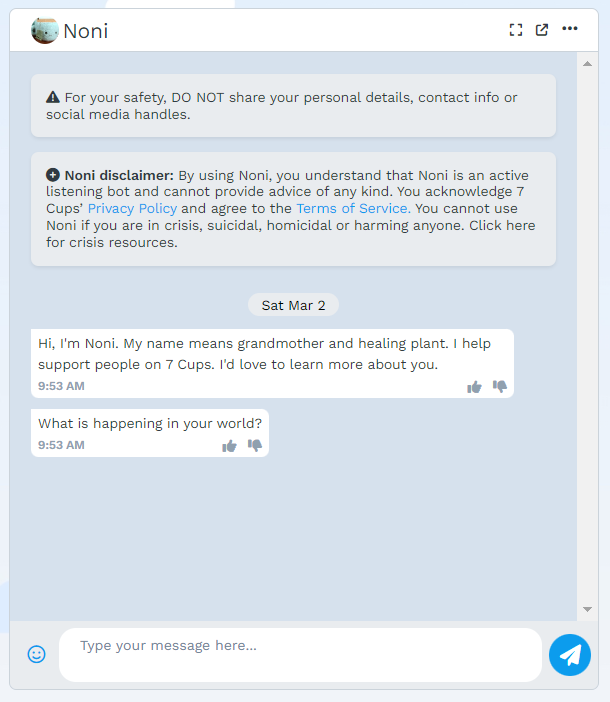 Noni
For your safety, DO NOT share your personal details, contact info or
social media handles.
Noni disclaimer: By using Noni, you understand that Noni is an active
listening bot and cannot provide advice of any kind. You acknowledge 7
Cups’ Privacy Policy and agree to the Terms of Service. You cannot use
Noni if you are in crisis, suicidal, homicidal or harming anyone. Click here
for crisis resources.
Sat Mar 2
Hi, I'm Noni. My name means grandmother and healing plant. I help
support people on 7 Cups. I'd love to learn more about you.
9:53 AM
What is happening in your world?
9:53 AM
Type your message here...